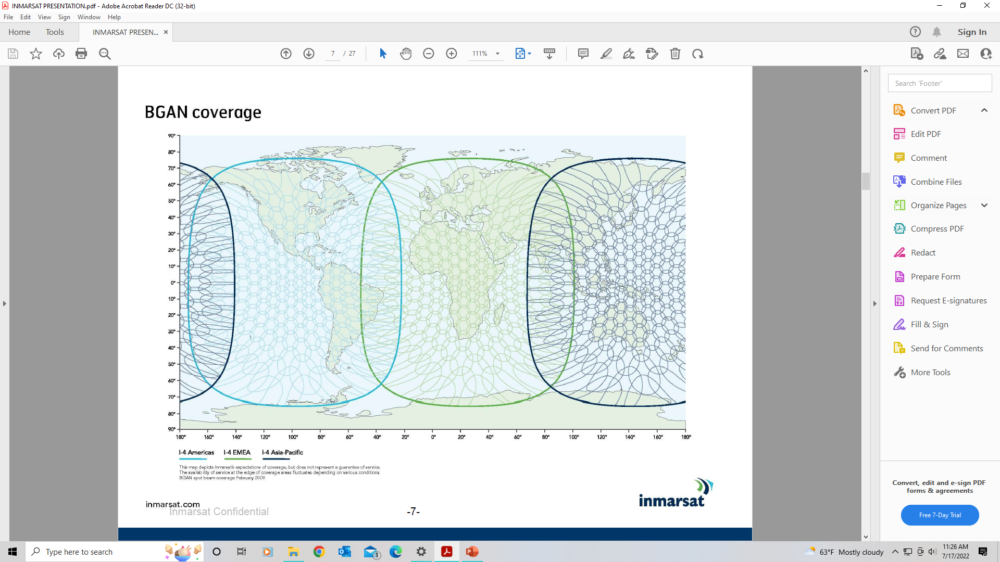 INMARSAT PRESENTATION.pdf - Adobe Acrobat Reader DC (32-bit)
File Edit View Sign Window Help
Home Tools INMARSAT PRESEN... × Sign In
7 / 27 111%
Search 'Footer'
Convert PDF
Edit PDF
Comment
Combine Files
Organize Pages
Compress PDF
Redact
Prepare Form
Request E-signatures
Fill & Sign
Send for Comments
More Tools
Convert, edit and e-sign PDF
forms & agreements
Free 7-Day Trial
BGAN coverage
90°
80°
70°
60°
50°
40°
30°
20°
10°
0°
10°
20°
30°
40°
50°
60°
70°
80°
90°
180° 160° 140° 120° 100° 80° 60° 40° 20° 0° 20° 40° 60° 80° 100° 120° 140° 160° 180°
I-4 Americas I-4 EMEA I-4 Asia-Pacific
This map depicts Inmarsat's expectations of coverage, but does not represent a guarantee of service.
The availability of service at the edge of coverage areas fluctuates depending on various conditions.
BGAN spot beam coverage February 2009.
inmarsat
inmarsat.com
Inmarsat Confidential -7-
Type here to search 1 63°F Mostly cloudy 11:26 AM
7/17/2022